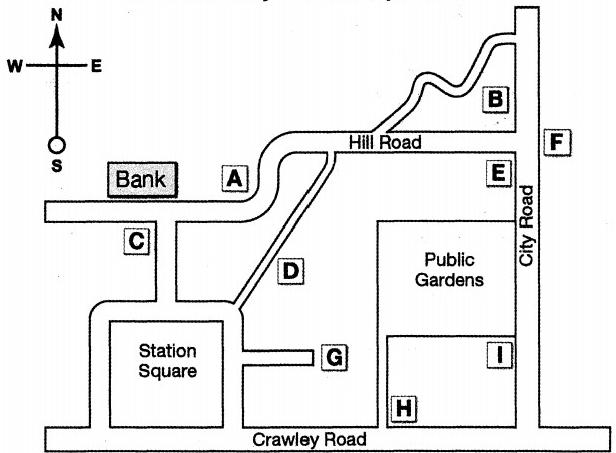 N
W
E
S
B
Hill Road
F
A
E
Bank
C
City Road
D
Public
Gardens
Station
Square
G
I
H
Crawley Road